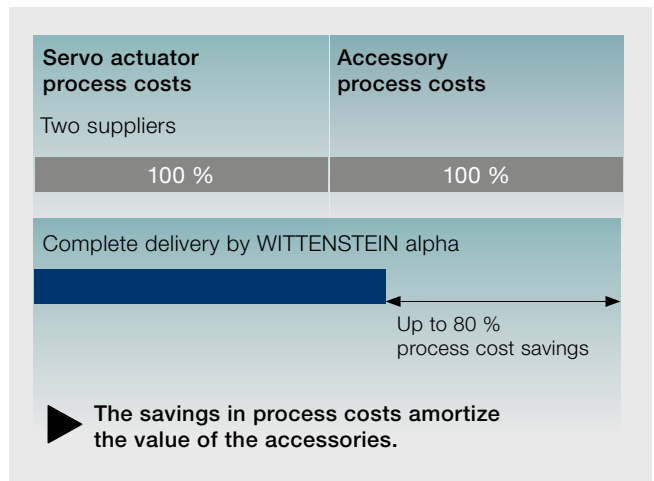 Servo actuator
process costs
Accessory
process costs
Two suppliers
100 %
100 %
Complete delivery by WITTENSTEIN alpha
Up to 80 %
process cost savings
The savings in process costs amortize
the value of the accessories.